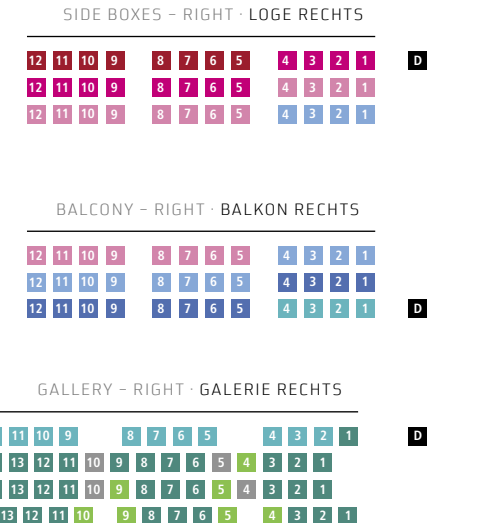 SIDE BOXES – RIGHT · LOGE RECHTS
12 11 10 9 8 7 6 5 4 3 2 1 D
12 11 10 9 8 7 6 5 4 3 2 1
12 11 10 9 8 7 6 5 4 3 2 1
BALCONY – RIGHT · BALKON RECHTS
12 11 10 9 8 7 6 5 4 3 2 1
12 11 10 9 8 7 6 5 4 3 2 1
12 11 10 9 8 7 6 5 4 3 2 1 D
GALLERY – RIGHT · GALERIE RECHTS
11 10 9 8 7 6 5 4 3 2 1 D
13 12 11 10 9 8 7 6 5 4 3 2 1
13 12 11 10 9 8 7 6 5 4 3 2 1
13 12 11 10 9 8 7 6 5 4 3 2 1